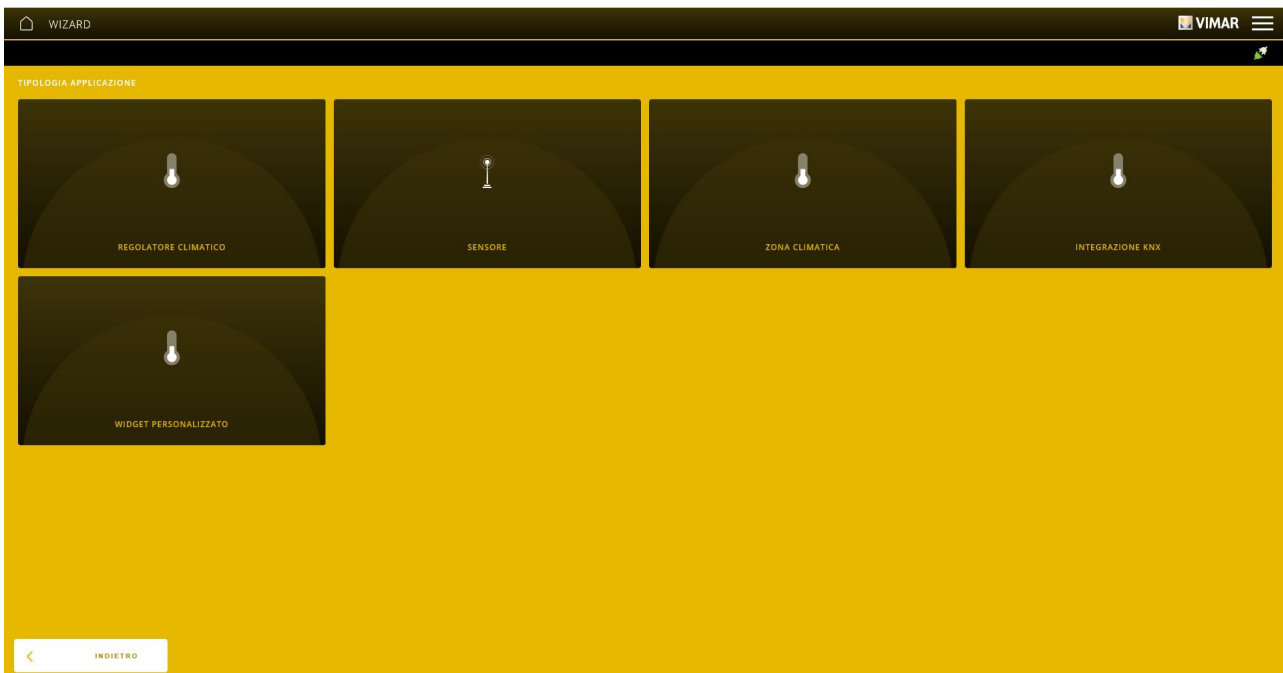 WIZARD
VIMAR
TIPOLOGIA APPLICAZIONE
REGOLATORE CLIMATICO
SENSORE
ZONA CLIMATICA
INTEGRAZIONE KNX
WIDGET PERSONALIZZATO
INDIETRO